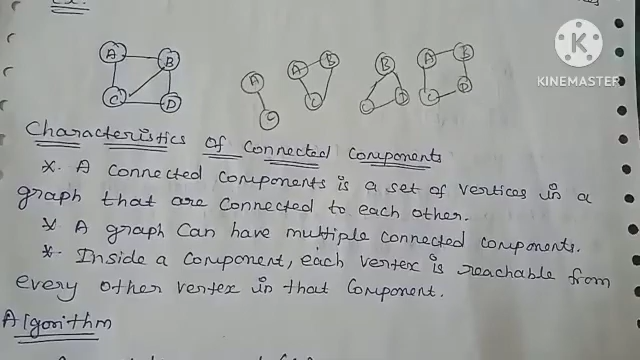 Ex:
A B C D
A C
A B C
B C D
A B C D
K
KINEMASTER
Characteristics of Connected Components
* A connected components is a set of vertices in a
graph that are connected to each other.
* A graph can have multiple connected components.
* Inside a component, each vertex is reachable from
every other vertex in that component.
Algorithm